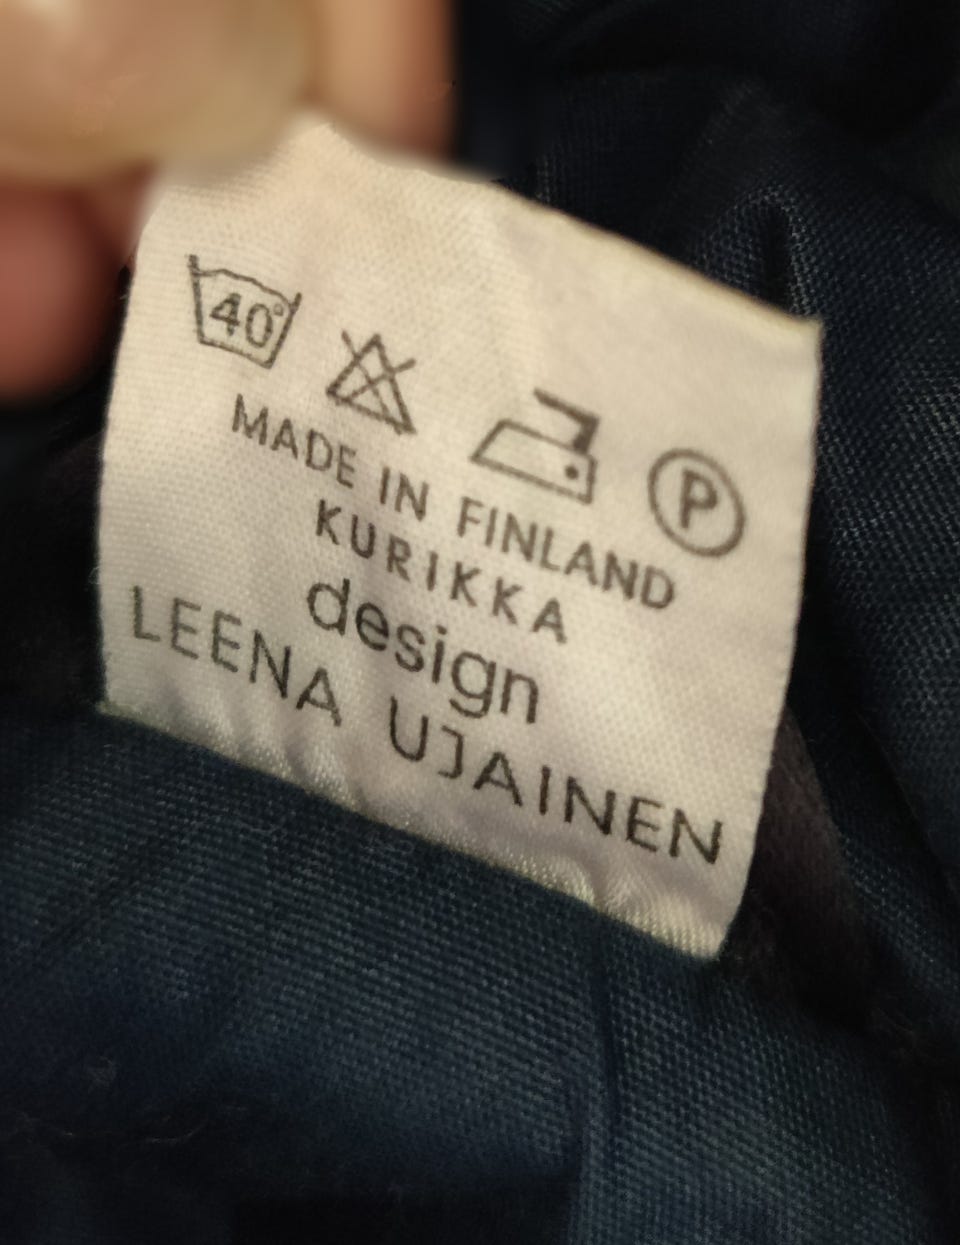 40°
P
MADE IN FINLAND
KURIKKA
design
LEENA UJAINEN